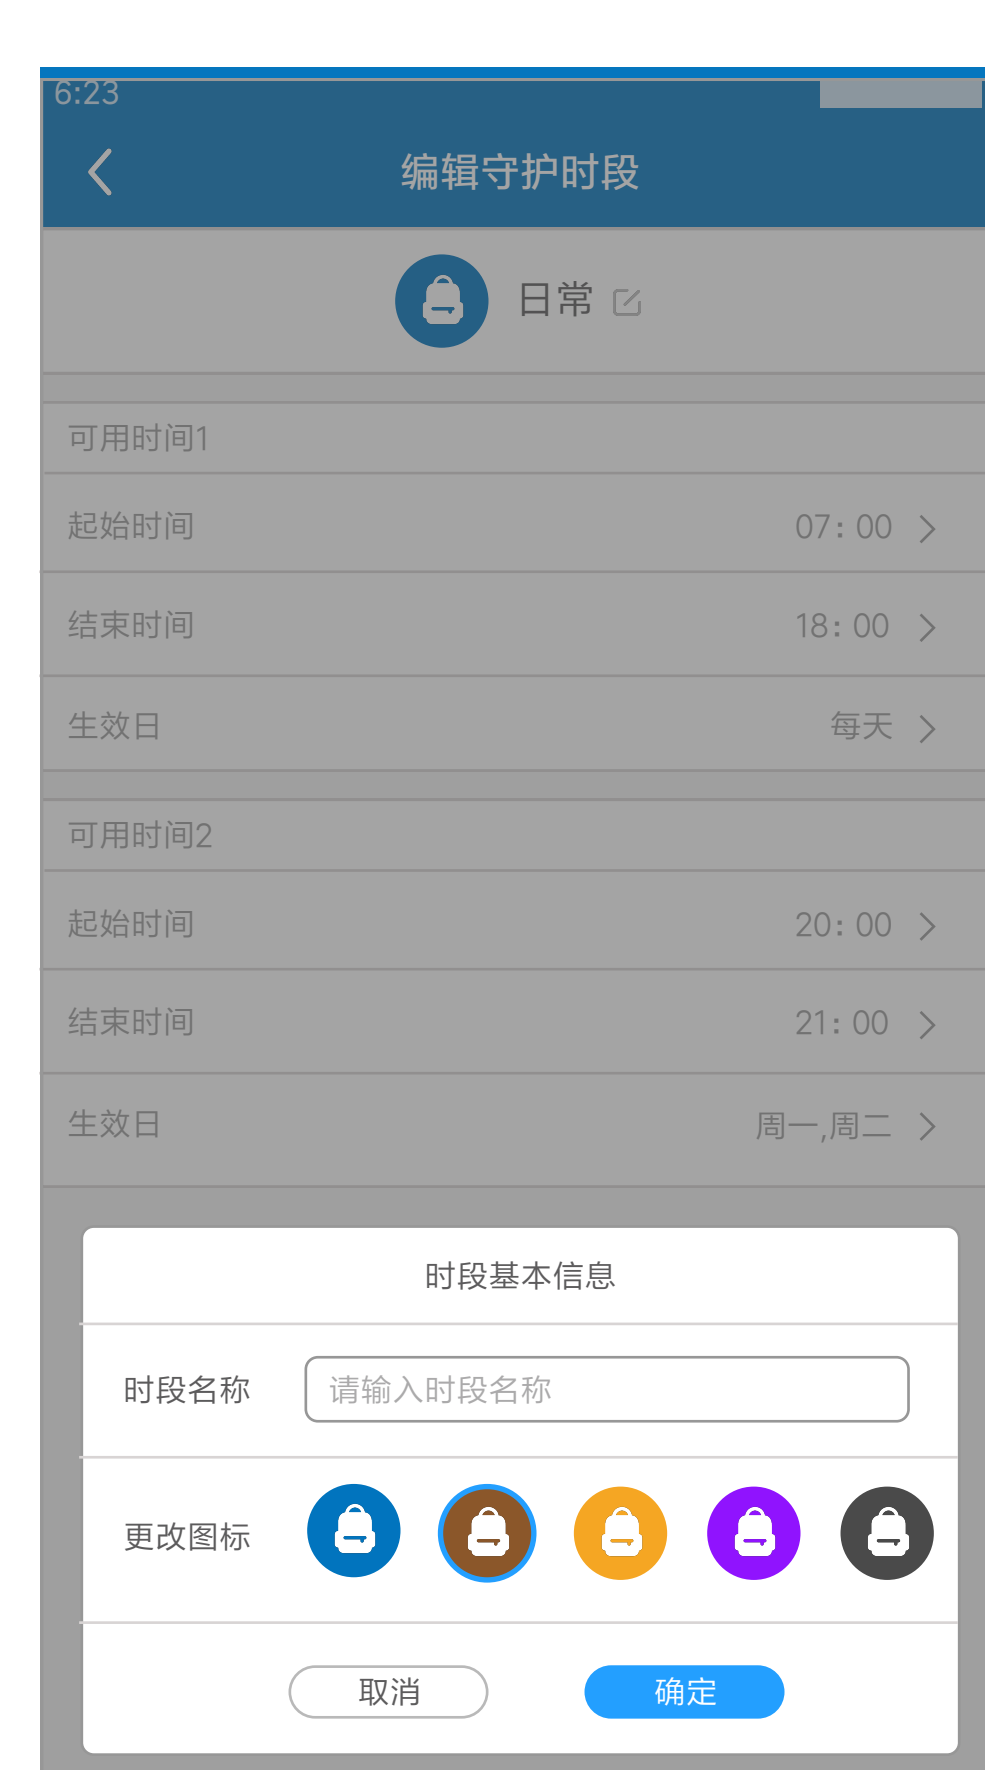 6:23
编辑守护时段
日常
可用时间1
起始时间 07: 00
结束时间 18: 00
生效日 每天
可用时间2
起始时间 20: 00
结束时间 21: 00
生效日 周一,周二
时段基本信息
时段名称 请输入时段名称
更改图标
取消 确定